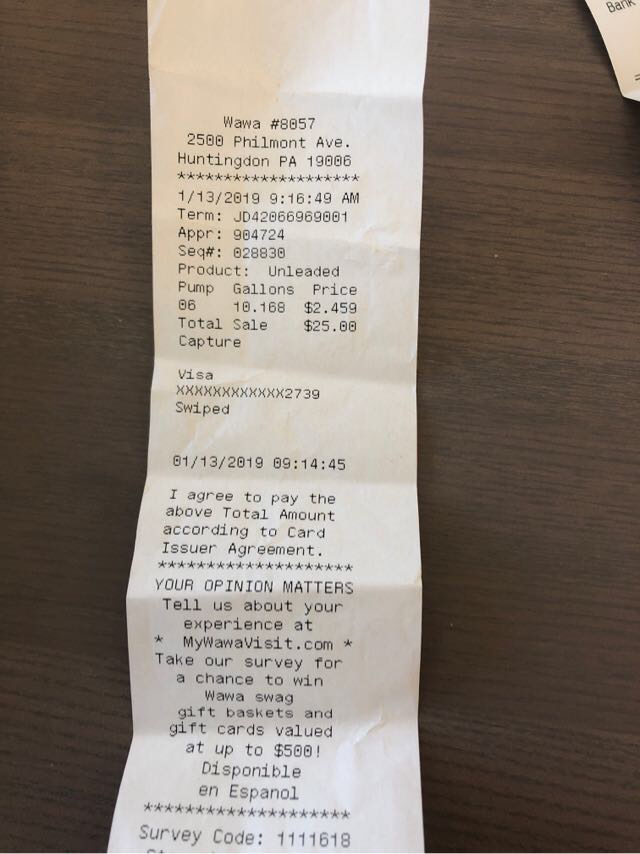 Bank
Wawa #8057
2500 Philmont Ave.
Huntingdon PA 19006
********************
1/13/2019 9:16:49 AM
Term: JD42066969001
Appr: 904724
Seq#: 028830
Product: Unleaded
Pump Gallons Price
06 10.168 $2.459
Total Sale $25.00
Capture
Visa
XXXXXXXXXXXX2739
Swiped
01/13/2019 09:14:45
I agree to pay the
above Total Amount
according to Card
Issuer Agreement.
********************
YOUR OPINION MATTERS
Tell us about your
experience at
* MyWawaVisit.com *
Take our survey for
a chance to win
Wawa swag
gift baskets and
gift cards valued
at up to $500!
Disponible
en Espanol
********************
Survey Code: 1111618